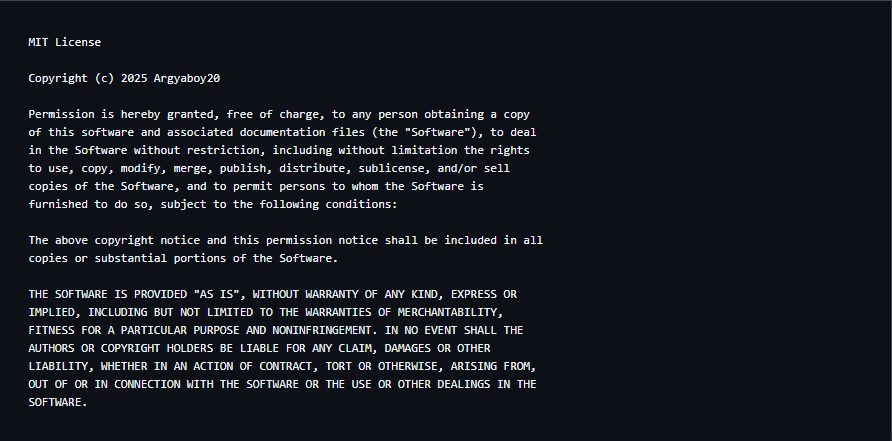 MIT License
Copyright (c) 2025 Argyaboy20
Permission is hereby granted, free of charge, to any person obtaining a copy
of this software and associated documentation files (the "Software"), to deal
in the Software without restriction, including without limitation the rights
to use, copy, modify, merge, publish, distribute, sublicense, and/or sell
copies of the Software, and to permit persons to whom the Software is
furnished to do so, subject to the following conditions:
The above copyright notice and this permission notice shall be included in all
copies or substantial portions of the Software.
THE SOFTWARE IS PROVIDED "AS IS", WITHOUT WARRANTY OF ANY KIND, EXPRESS OR
IMPLIED, INCLUDING BUT NOT LIMITED TO THE WARRANTIES OF MERCHANTABILITY,
FITNESS FOR A PARTICULAR PURPOSE AND NONINFRINGEMENT. IN NO EVENT SHALL THE
AUTHORS OR COPYRIGHT HOLDERS BE LIABLE FOR ANY CLAIM, DAMAGES OR OTHER
LIABILITY, WHETHER IN AN ACTION OF CONTRACT, TORT OR OTHERWISE, ARISING FROM,
OUT OF OR IN CONNECTION WITH THE SOFTWARE OR THE USE OR OTHER DEALINGS IN THE
SOFTWARE.